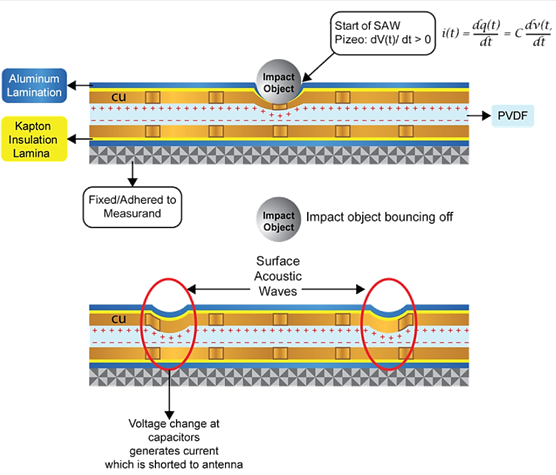 Start of SAW
Pizeo: dV(t)/ dt > 0
i(t) = dq(t)/dt = C dv(t,/dt
Impact
Object
Aluminum
Lamination
cu
+ + + + + + + + + + + + + + + + + + + + + + + + + + + + + + + + + + + + + + + +
PVDF
Kapton
Insulation
Lamina
Fixed/Adhered to
Measurand
Impact
Object
Impact object bouncing off
Surface
Acoustic
Waves
cu
+ + + + + + + + + + + + + + + + + + + + + + + + + + + + + + + + + + + + + + + +
Voltage change at
capacitors
generates current
which is shorted to antenna